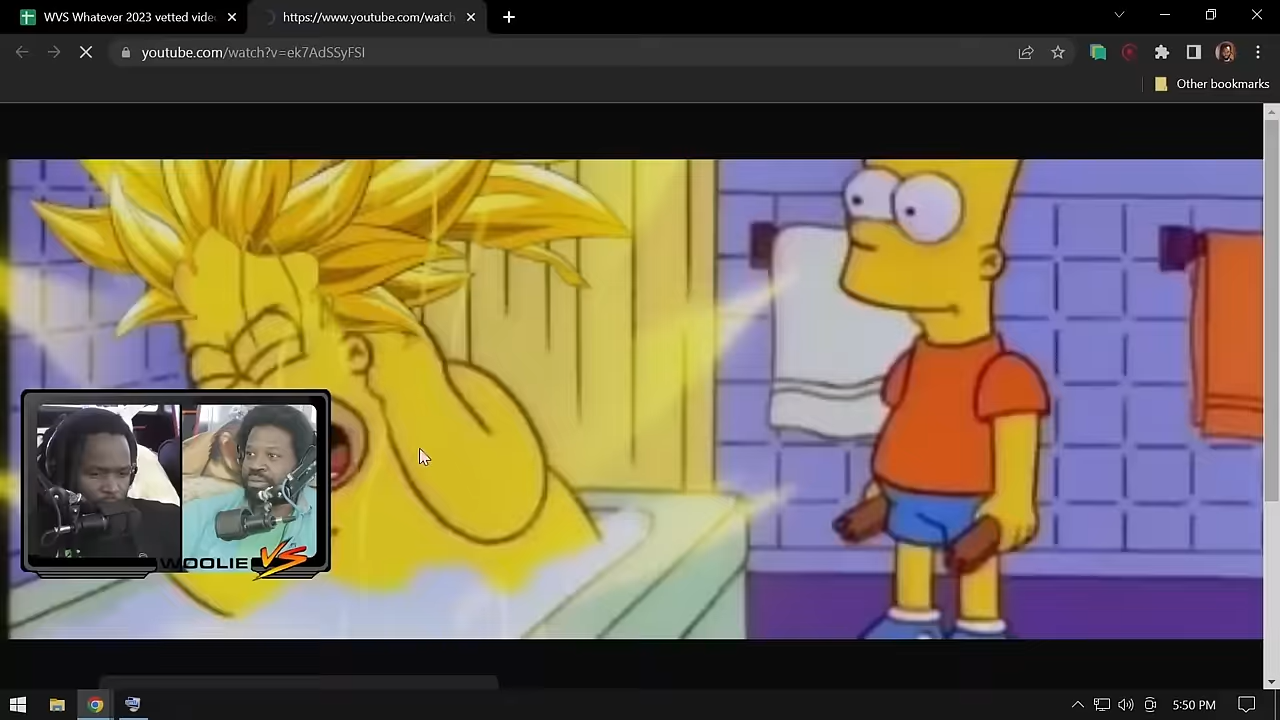 WVS Whatever 2023 vetted vide
https://www.youtube.com/watch
youtube.com/watch?v=ek7AdSSyFSI
Other bookmarks
WOOLIE VS
5:50 PM